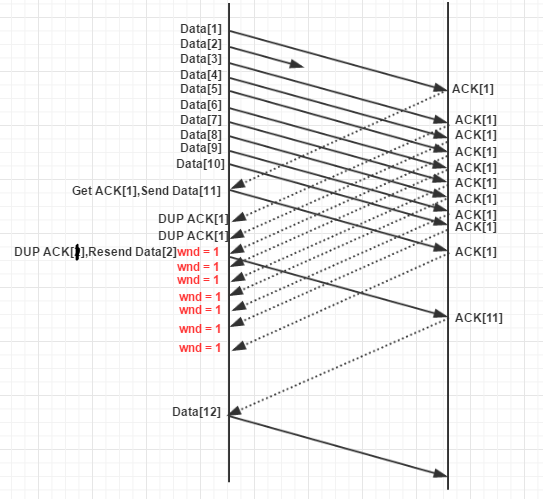 Data[1]
Data[2]
Data[3]
Data[4]
Data[5]
Data[6]
Data[7]
Data[8]
Data[9]
Data[10]
ACK[1]
ACK[1]
ACK[1]
ACK[1]
ACK[1]
ACK[1]
ACK[1]
ACK[1]
ACK[1]
Get ACK[1],Send Data[11]
DUP ACK[1]
DUP ACK[1]
DUP ACK[],Resend Data[2]wnd = 1
ACK[1]
wnd = 1
wnd = 1
wnd = 1
wnd = 1
wnd = 1
wnd = 1
ACK[11]
Data[12]